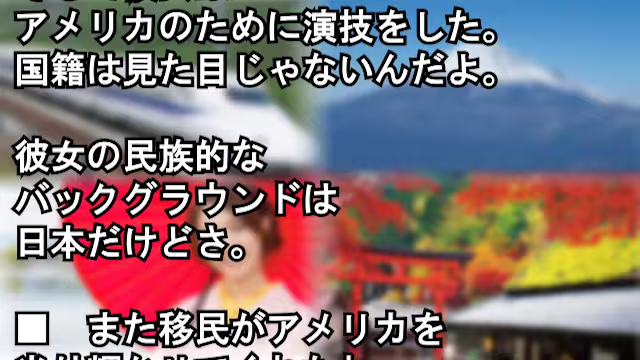 アメリカのために演技をした。
国籍は見た目じゃないんだよ。
彼女の民族的な
バックグラウンドは
日本だけどさ。
■ また移民がアメリカを